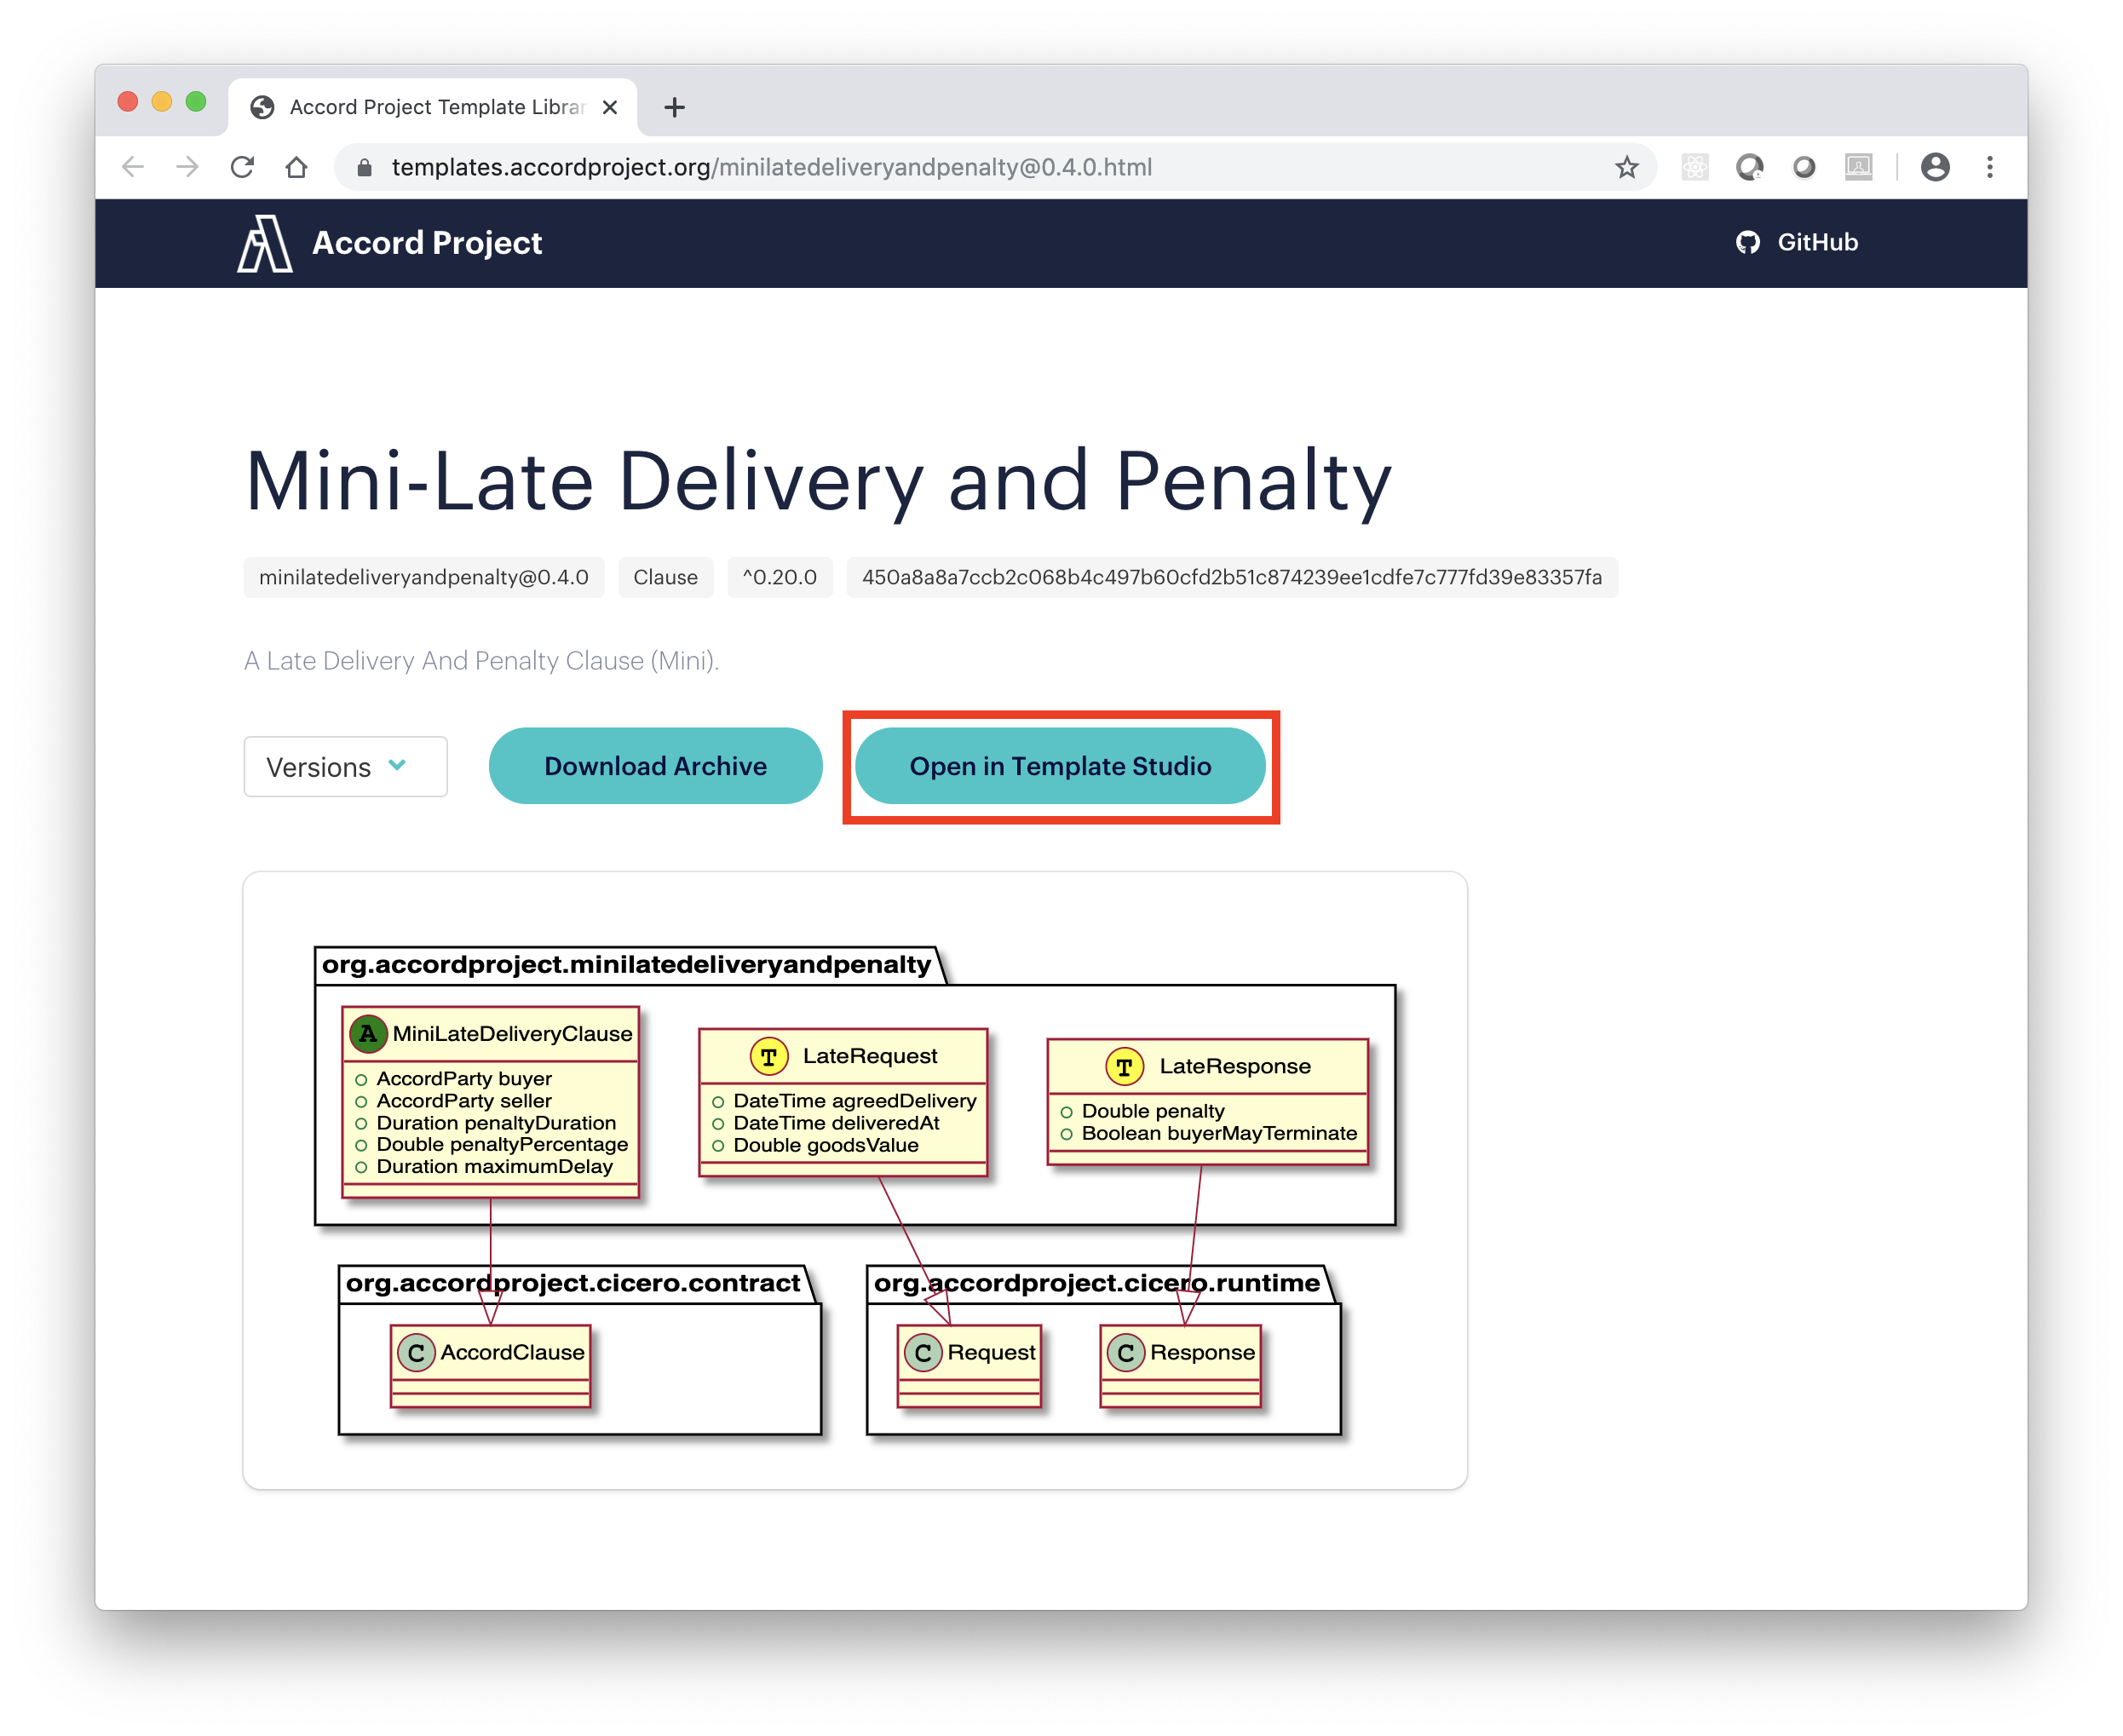 Accord Project Template Librar
templates.accordproject.org/minilatedeliveryandpenalty@0.4.0.html
Accord Project
GitHub
Mini-Late Delivery and Penalty
minilatedeliveryandpenalty@0.4.0 Clause ^0.20.0 450a8a8a7ccb2c068b4c497b60cfd2b51c874239ee1cdfe7c777fd39e83357fa
A Late Delivery And Penalty Clause (Mini).
Versions
Download Archive
Open in Template Studio
org.accordproject.minilatedeliveryandpenalty
A MiniLateDeliveryClause
AccordParty buyer
AccordParty seller
Duration penaltyDuration
Double penaltyPercentage
Duration maximumDelay
T LateRequest
DateTime agreedDelivery
DateTime deliveredAt
Double goodsValue
T LateResponse
Double penalty
Boolean buyerMayTerminate
org.accordproject.cicero.contract
C AccordClause
org.accordproject.cicero.runtime
C Request
C Response